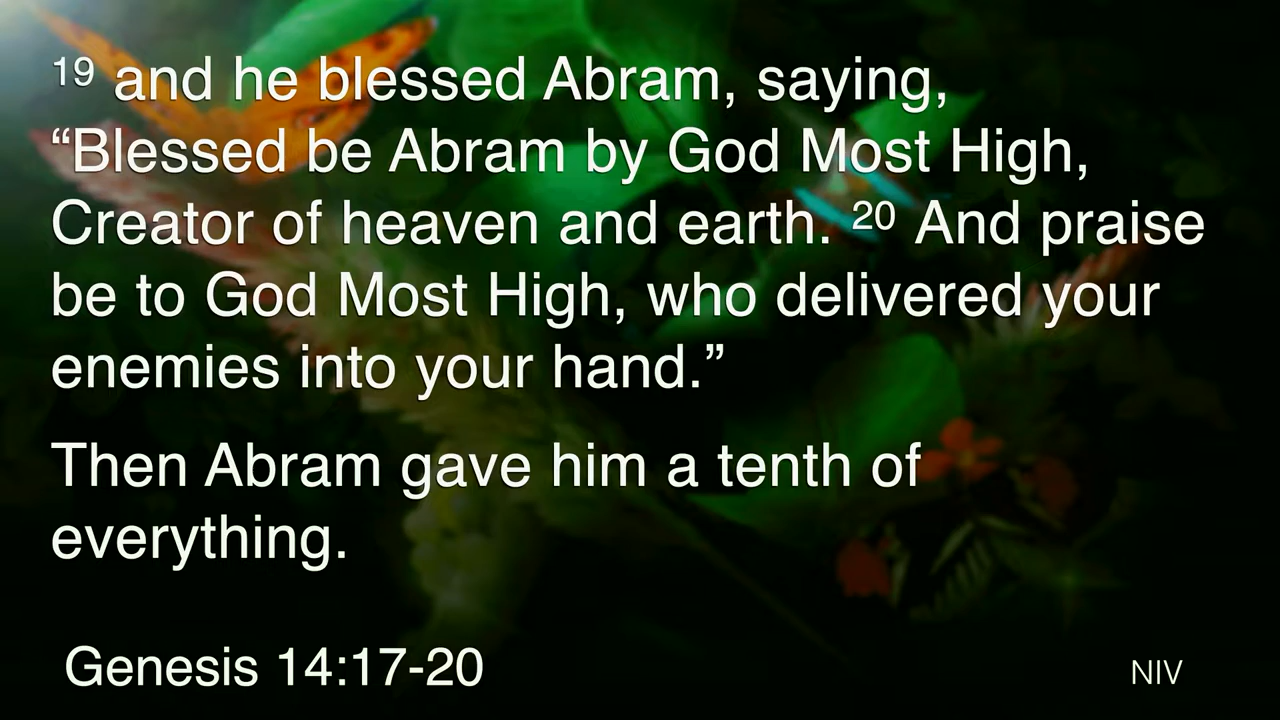 19 and he blessed Abram, saying,
“Blessed be Abram by God Most High,
Creator of heaven and earth. 20 And praise
be to God Most High, who delivered your
enemies into your hand.”
Then Abram gave him a tenth of
everything.
Genesis 14:17-20
NIV